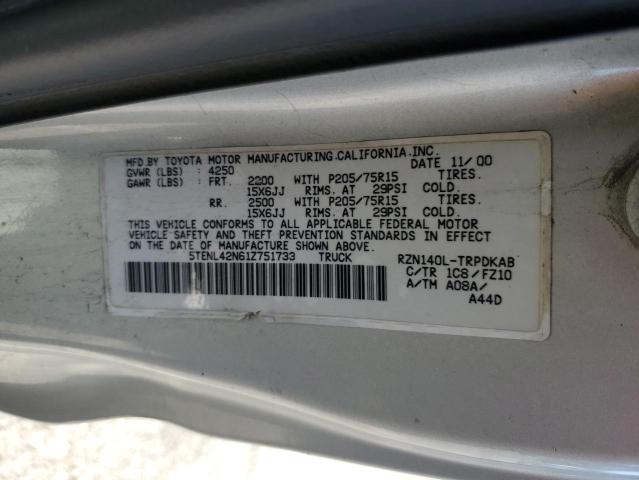 MFD.BY TOYOTA MOTOR MANUFACTURING,CALIFORNIA,INC.
GVWR (LBS) : 4250 DATE 11/00
GAWR (LBS) : FRT. 2200 WITH P205/75R15 TIRES.
15X6JJ RIMS. AT 29PSI COLD.
RR. 2500 WITH P205/75R15 TIRES.
15X6JJ RIMS. AT 29PSI COLD.
THIS VEHICLE CONFORMS TO ALL APPLICABLE FEDERAL MOTOR
VEHICLE SAFETY AND THEFT PREVENTION STANDARDS IN EFFECT
ON THE DATE OF MANUFACTURE SHOWN ABOVE.
5TENL42N61Z751733 TRUCK RZN140L-TRPDKAB
C/TR 1C8/FZ10
A/TM A08A/
A44D